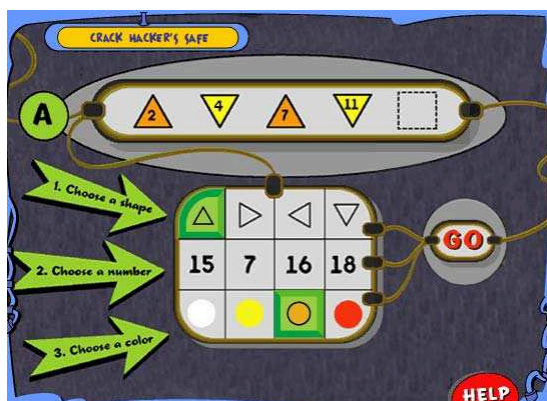 CRACK HACKER'S SAFE
A
2 4 7 11
1. Choose a shape
2. Choose a number
15 7 16 18
GO
3. Choose a color
HELP